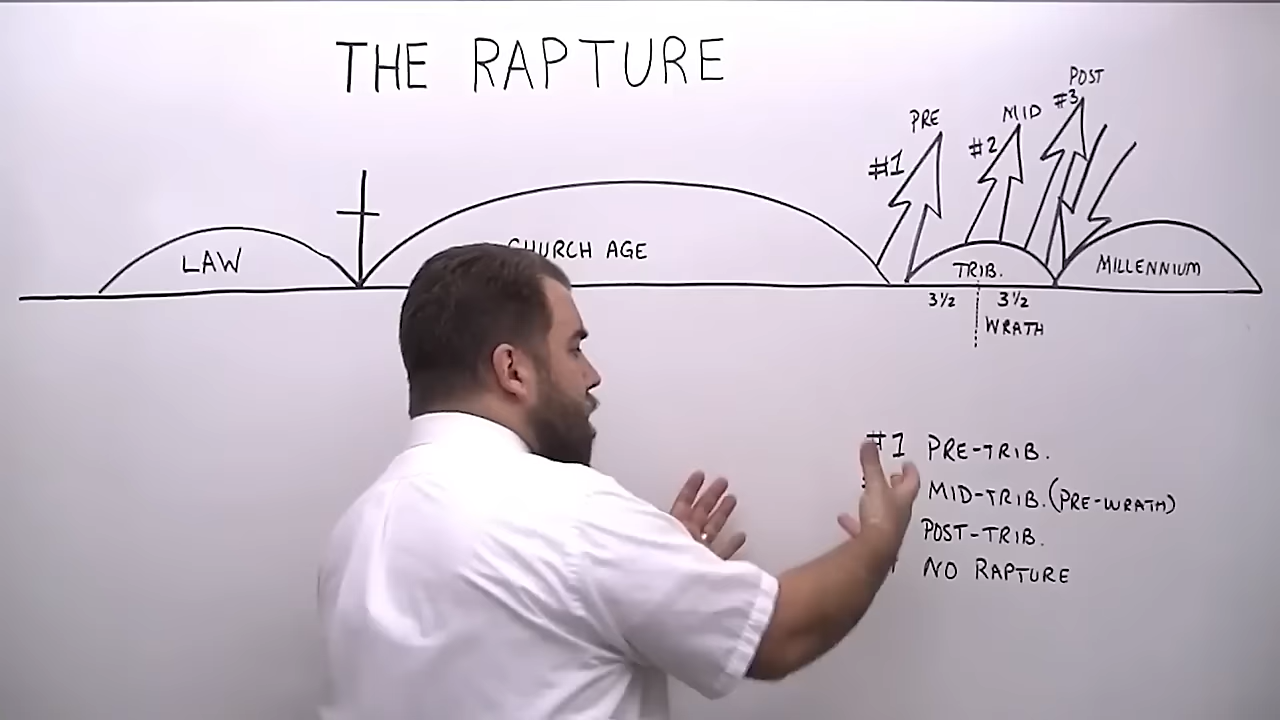 THE RAPTURE
POST
#3
PRE
MID
#1
#2
LAW
CHURCH AGE
TRIB.
MILLENNIUM
3½
3½
WRATH
#1 PRE-TRIB.
MID-TRIB. (PRE-WRATH)
POST-TRIB.
NO RAPTURE